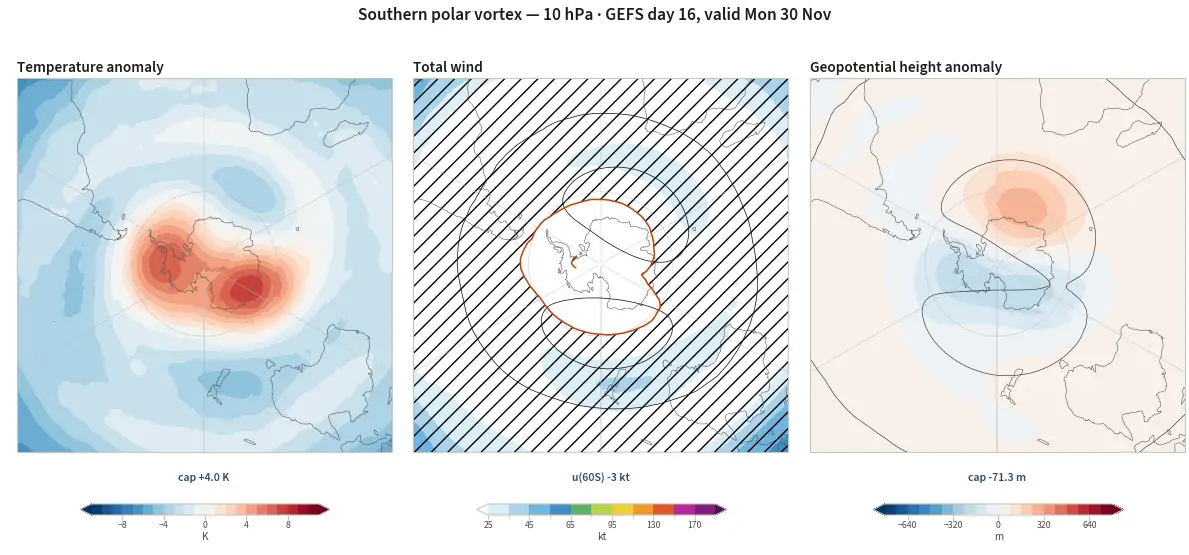 Southern polar vortex — 10 hPa · GEFS day 16, valid Mon 30 Nov
Temperature anomaly
Total wind
Geopotential height anomaly
cap +4.0 K
u(60S) -3 kt
cap -71.3 m
−8 −4 0 4 8
K
25 45 65 95 130 170
kt
−640 −320 0 320 640
m